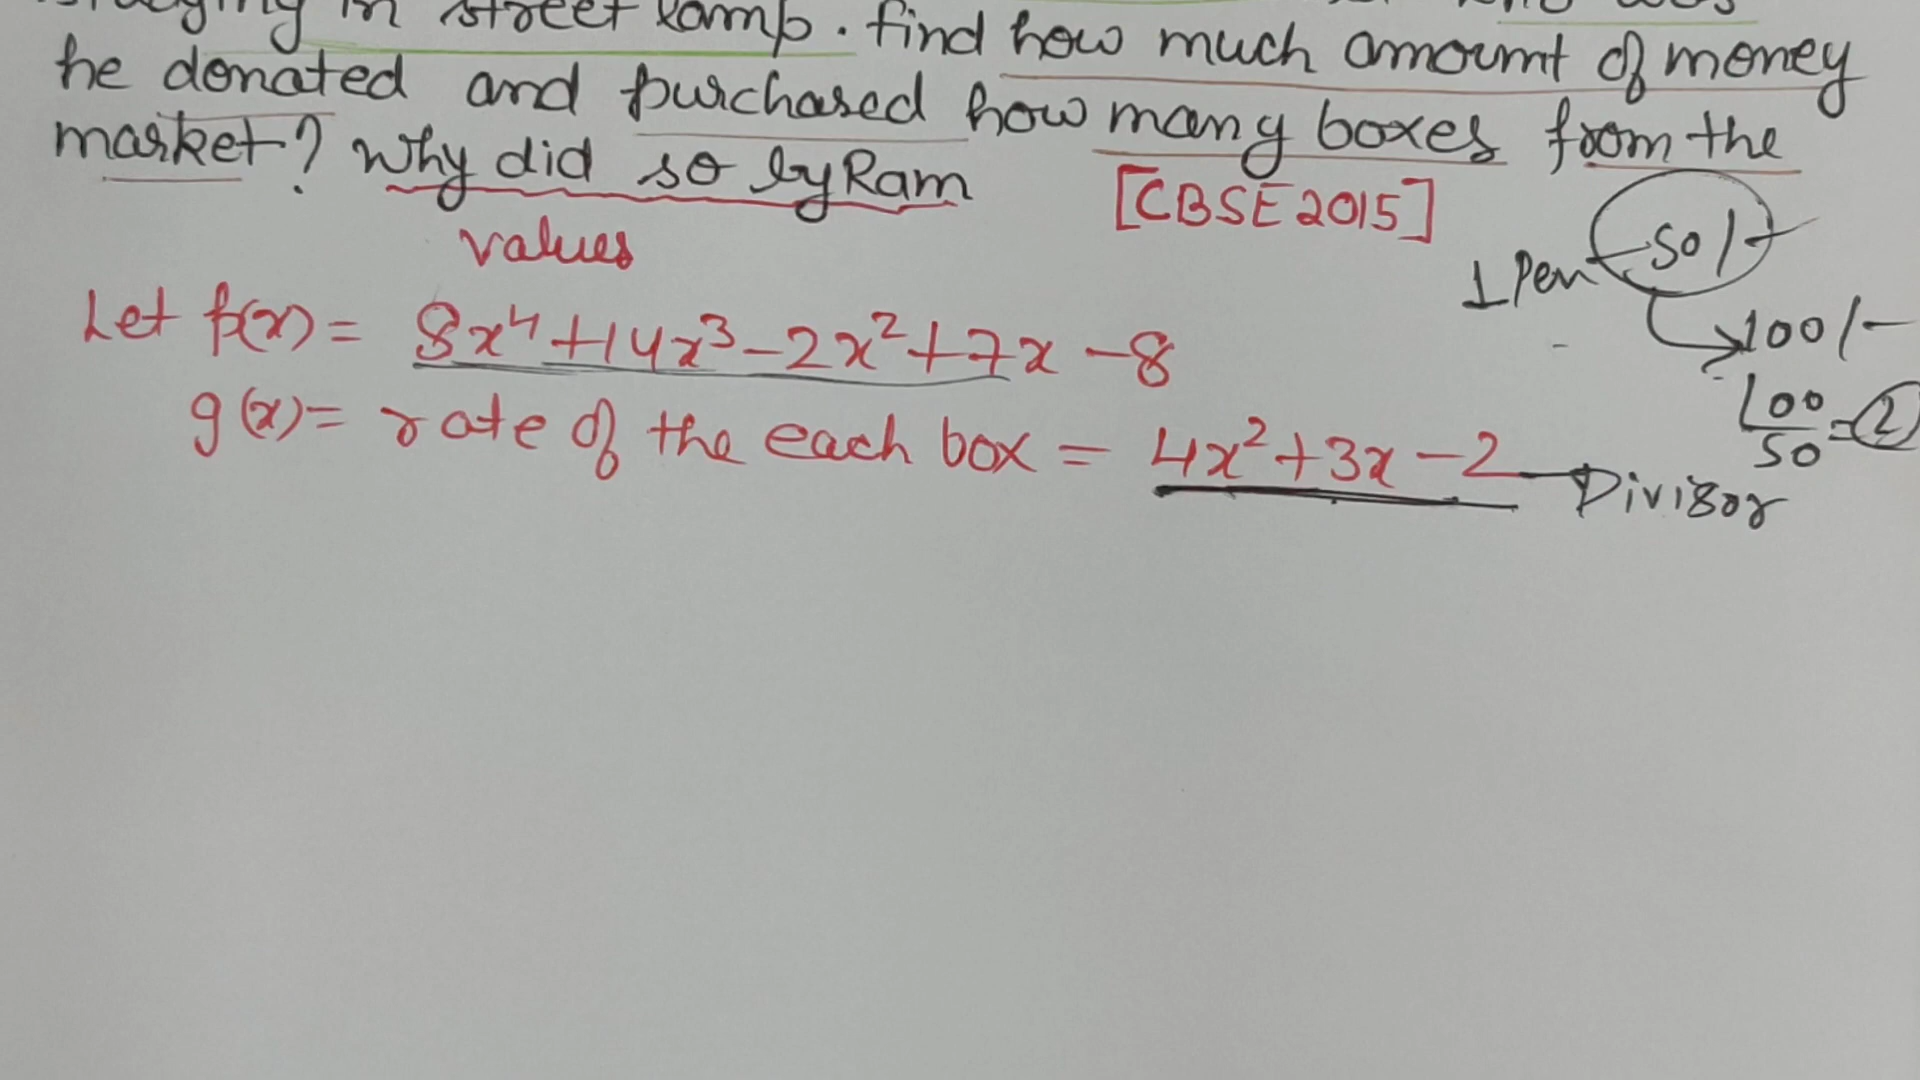 studying in street lamp. find how much amount of money
he donated and purchased how many boxes from the
market? Why did so by Ram
[CBSE 2015]
values
1 Pen 50/-
100/-
100/50 = 2
Let f(x) = 8x⁴+14x³-2x²+7x-8
g(x) = rate of the each box = 4x²+3x-2
Divisor